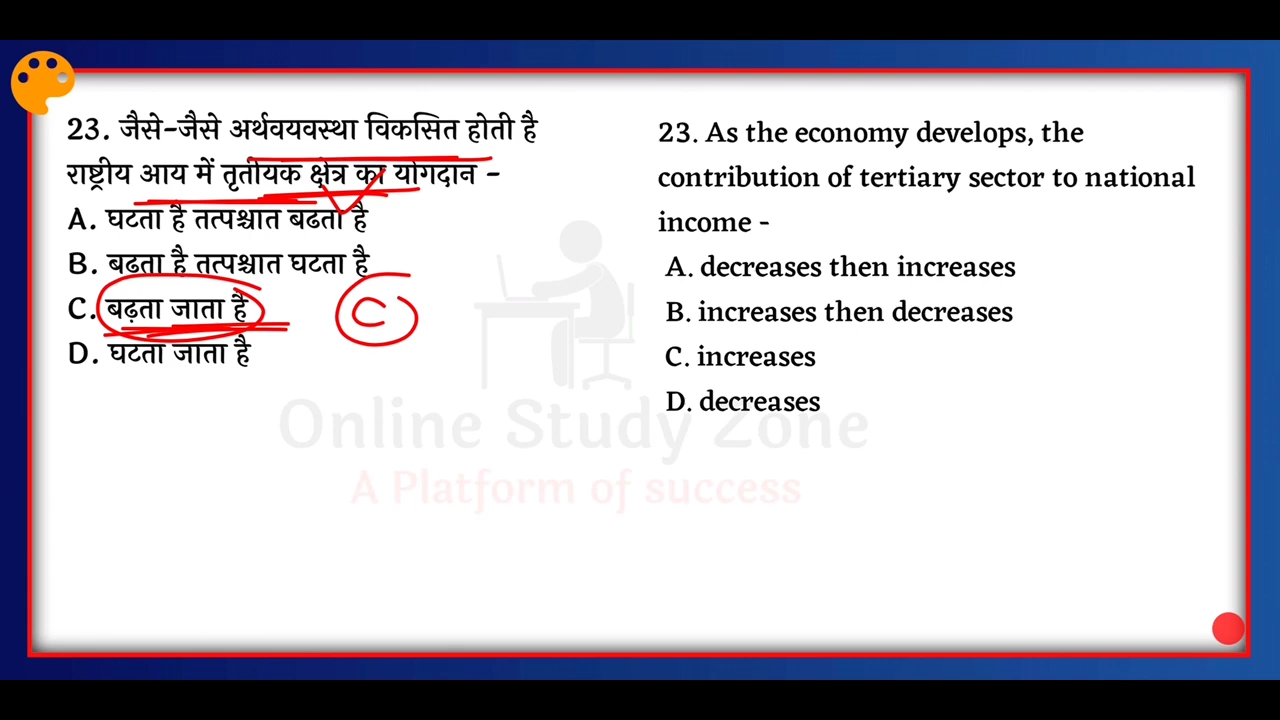 23. जैसे-जैसे अर्थवयवस्था विकसित होती है
राष्ट्रीय आय में तृतीयक क्षेत्र का योगदान -
A. घटता है तत्पश्चात बढता है
B. बढता है तत्पश्चात घटता है
C. बढ़ता जाता है
D. घटता जाता है
C
23. As the economy develops, the
contribution of tertiary sector to national
income -
A. decreases then increases
B. increases then decreases
C. increases
D. decreases
Online Study Zone
A Platform of success